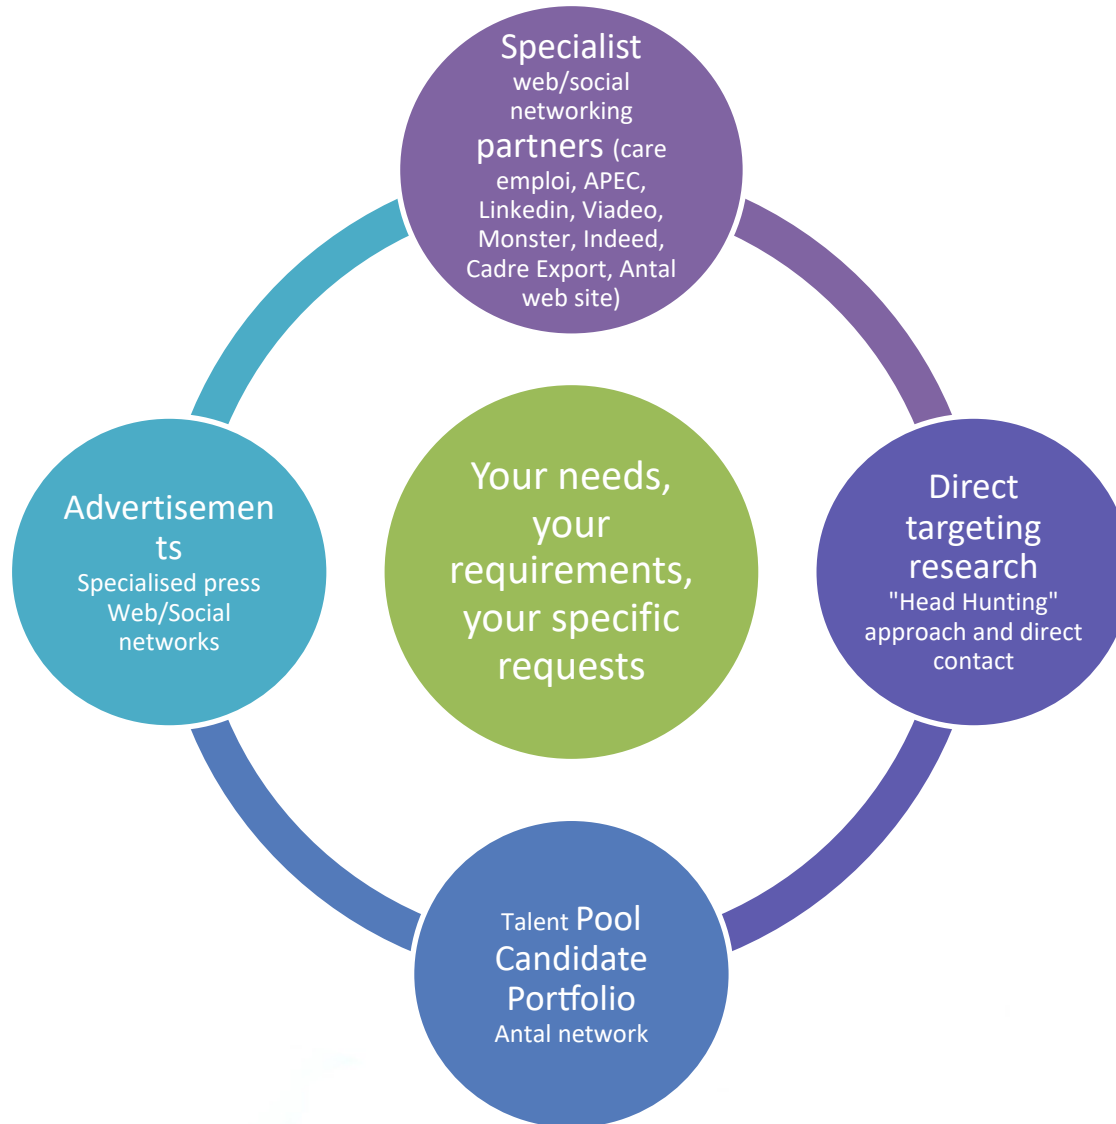 Specialist
web/social
networking
partners (care
emploi, APEC,
Linkedin, Viadeo,
Monster, Indeed,
Cadre Export, Antal
web site)
Your needs,
your
requirements,
your specific
requests
Direct
targeting
research
"Head Hunting"
approach and direct
contact
Talent Pool
Candidate
Portfolio
Antal network
Advertisemen
ts
Specialised press
Web/Social
networks